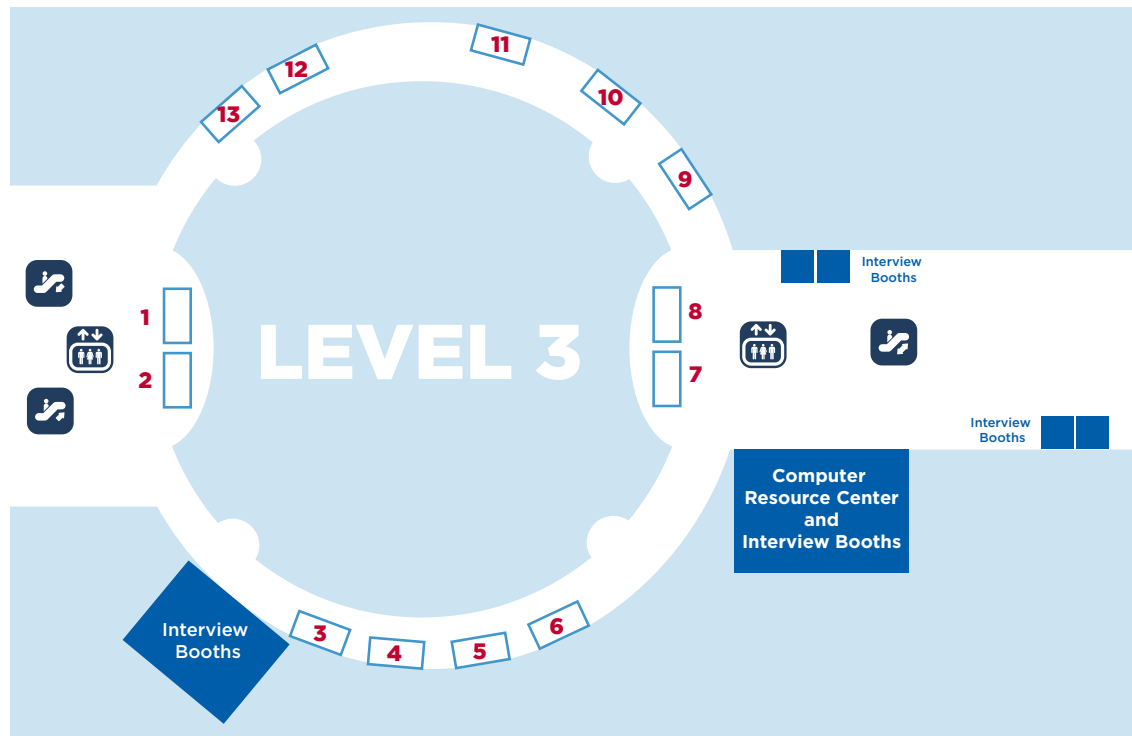 11
12
10
13
9
Interview
Booths
1
8
LEVEL 3
2
7
Interview
Booths
Computer
Resource Center
and
Interview Booths
Interview
Booths
3
4
5
6